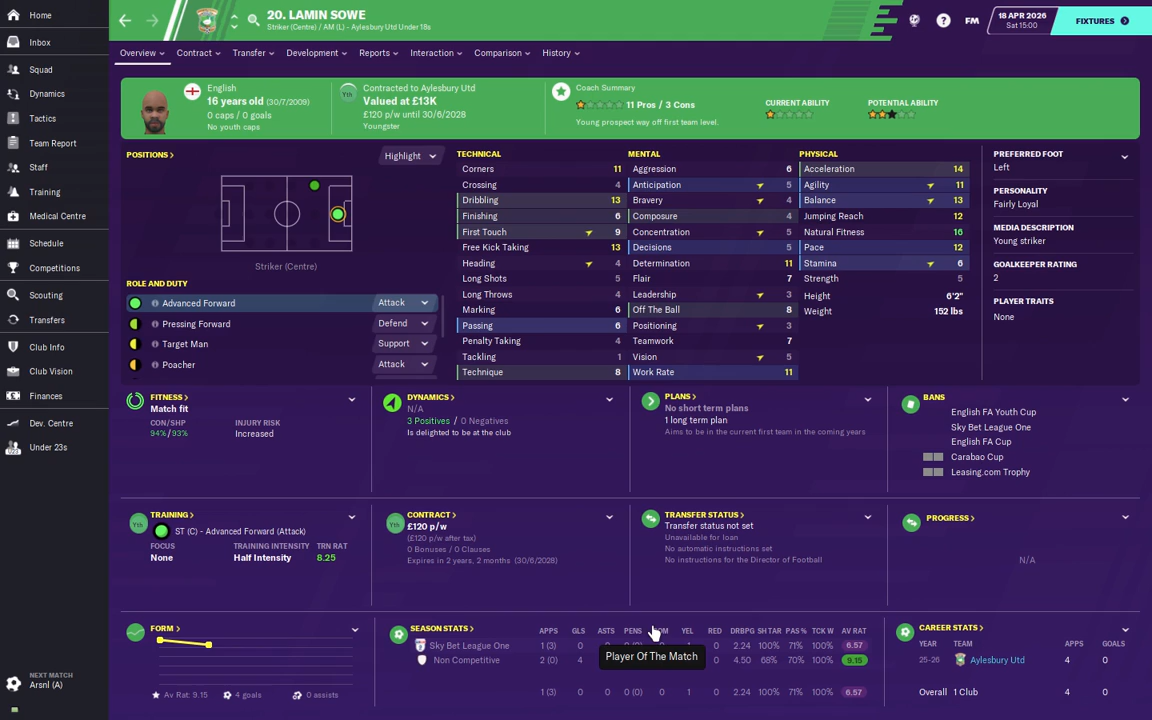 Home
Inbox
Squad
Dynamics
Tactics
Team Report
Staff
Training
Medical Centre
Schedule
Competitions
Scouting
Transfers
Club Info
Club Vision
Finances
Dev. Centre
Under 23s
NEXT MATCH
Arsnl (A)
20. LAMIN SOWE
Striker (Centre) / AM (L) - Aylesbury Utd Under 18s
FM
18 APR 2026
Sat 15:00
FIXTURES
Overview
Contract
Transfer
Development
Reports
Interaction
Comparison
History
English
16 years old (30/7/2009)
0 caps / 0 goals
No youth caps
Yth
Contracted to Aylesbury Utd
Valued at £13K
£120 p/w until 30/6/2028
Youngster
Coach Summary
11 Pros / 3 Cons
Young prospect way off first team level.
CURRENT ABILITY
POTENTIAL ABILITY
POSITIONS
Highlight
Striker (Centre)
ROLE AND DUTY
Advanced Forward Attack
Pressing Forward Defend
Target Man Support
Poacher Attack
TECHNICAL
Corners 11
Crossing 4
Dribbling 13
Finishing 6
First Touch 9
Free Kick Taking 13
Heading 4
Long Shots 5
Long Throws 4
Marking 6
Passing 6
Penalty Taking 4
Tackling 1
Technique 8
MENTAL
Aggression 6
Anticipation 5
Bravery 4
Composure 4
Concentration 5
Decisions 5
Determination 11
Flair 7
Leadership 3
Off The Ball 8
Positioning 3
Teamwork 7
Vision 5
Work Rate 11
PHYSICAL
Acceleration 14
Agility 11
Balance 13
Jumping Reach 12
Natural Fitness 16
Pace 12
Stamina 6
Strength 5
Height 6'2"
Weight 152 lbs
PREFERRED FOOT
Left
PERSONALITY
Fairly Loyal
MEDIA DESCRIPTION
Young striker
GOALKEEPER RATING
2
PLAYER TRAITS
None
FITNESS
Match fit
CON/SHP
94%/93%
INJURY RISK
Increased
DYNAMICS
N/A
3 Positives / 0 Negatives
Is delighted to be at the club
PLANS
No short term plans
1 long term plan
Aims to be in the current first team in the coming years
BANS
English FA Youth Cup
Sky Bet League One
English FA Cup
Carabao Cup
Leasing.com Trophy
TRAINING
Yth
ST (C) - Advanced Forward (Attack)
FOCUS
None
TRAINING INTENSITY
Half Intensity
TRN RAT
8.25
CONTRACT
Yth
£120 p/w
(£120 p/w after tax)
0 Bonuses / 0 Clauses
Expires in 2 years, 2 months (30/6/2028)
TRANSFER STATUS
Transfer status not set
Unavailable for loan
No automatic instructions set
No instructions for the Director of Football
PROGRESS
N/A
FORM
Av Rat: 9.15 4 goals 0 assists
SEASON STATS
APPS GLS ASTS PENS YEL RED DRBPG SH TAR PAS % TCK W AV RAT
Sky Bet League One 1 (3) 0 0 2.24 100% 71% 100% 6.57
Non Competitive 2 (0) 4 0 4.50 68% 70% 100% 9.15
Player Of The Match
1 (3) 0 0 0 (0) 0 1 0 2.24 100% 71% 100% 6.57
CAREER STATS
YEAR TEAM APPS GOALS
25-26 Aylesbury Utd 4 0
Overall 1 Club 4 0